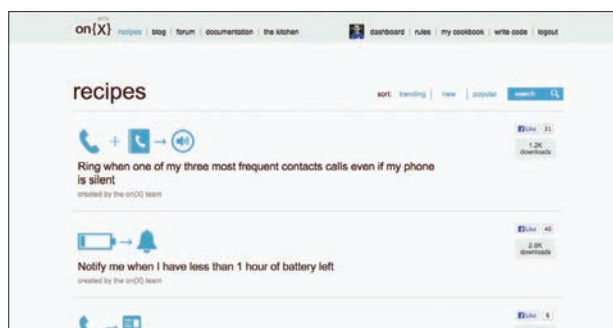 BETA
on{X} recipes blog forum documentation the kitchen dashboard rules my cookbook write code logout
recipes
sort: trending new popular search
Ring when one of my three most frequent contacts calls even if my phone
is silent
created by the on{X} team
Like 31
1.2K
downloads
Notify me when I have less than 1 hour of battery left
created by the on{X} team
Like 40
2.8K
downloads
Like 6